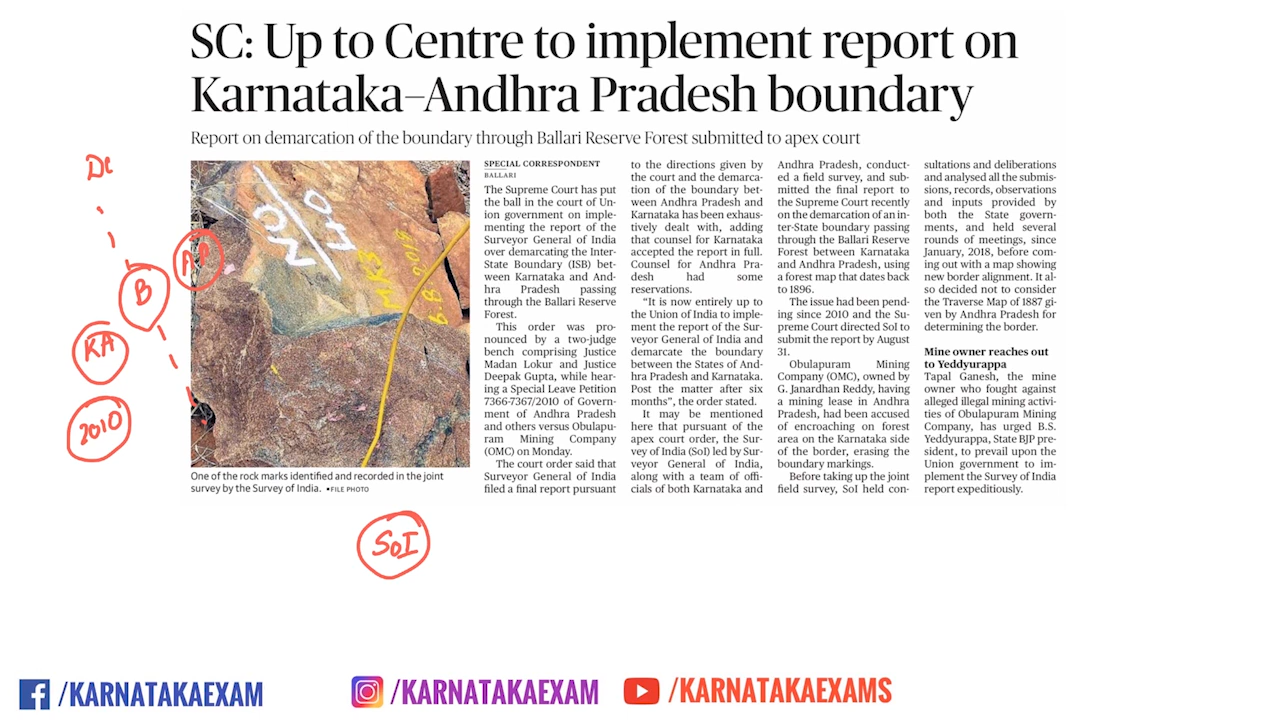 SC: Up to Centre to implement report on
Karnataka–Andhra Pradesh boundary
Report on demarcation of the boundary through Ballari Reserve Forest submitted to apex court
DC
AP
B
KA
2010
6.8.2019
One of the rock marks identified and recorded in the joint
survey by the Survey of India. •FILE PHOTO
SPECIAL CORRESPONDENT
BALLARI
The Supreme Court has put
the ball in the court of Un-
ion government on imple-
menting the report of the
Surveyor General of India
over demarcating the Inter-
State Boundary (ISB) bet-
ween Karnataka and And-
hra Pradesh passing
through the Ballari Reserve
Forest.
This order was pro-
nounced by a two-judge
bench comprising Justice
Madan Lokur and Justice
Deepak Gupta, while hear-
ing a Special Leave Petition
7366-7367/2010 of Govern-
ment of Andhra Pradesh
and others versus Obulapu-
ram Mining Company
(OMC) on Monday.
The court order said that
Surveyor General of India
filed a final report pursuant
to the directions given by
the court and the demarca-
tion of the boundary bet-
ween Andhra Pradesh and
Karnataka has been exhaus-
tively dealt with, adding
that counsel for Karnataka
accepted the report in full.
Counsel for Andhra Pra-
desh had some
reservations.
“It is now entirely up to
the Union of India to imple-
ment the report of the Sur-
veyor General of India and
demarcate the boundary
between the States of And-
hra Pradesh and Karnataka.
Post the matter after six
months”, the order stated.
It may be mentioned
here that pursuant of the
apex court order, the Sur-
vey of India (SoI) led by Sur-
veyor General of India,
along with a team of offi-
cials of both Karnataka and
Andhra Pradesh, conduct-
ed a field survey, and sub-
mitted the final report to
the Supreme Court recently
on the demarcation of an in-
ter-State boundary passing
through the Ballari Reserve
Forest between Karnataka
and Andhra Pradesh, using
a forest map that dates back
to 1896.
The issue had been pend-
ing since 2010 and the Su-
preme Court directed SoI to
submit the report by August
31.
Obulapuram Mining
Company (OMC), owned by
G. Janardhan Reddy, having
a mining lease in Andhra
Pradesh, had been accused
of encroaching on forest
area on the Karnataka side
of the border, erasing the
boundary markings.
Before taking up the joint
field survey, SoI held con-
sultations and deliberations
and analysed all the submis-
sions, records, observations
and inputs provided by
both the State govern-
ments, and held several
rounds of meetings, since
January, 2018, before com-
ing out with a map showing
new border alignment. It al-
so decided not to consider
the Traverse Map of 1887 gi-
ven by Andhra Pradesh for
determining the border.
Mine owner reaches out
to Yeddyurappa
Tapal Ganesh, the mine
owner who fought against
alleged illegal mining activi-
ties of Obulapuram Mining
Company, has urged B.S.
Yeddyurappa, State BJP pre-
sident, to prevail upon the
Union government to im-
plement the Survey of India
report expeditiously.
SoI
/KARNATAKAEXAM
/KARNATAKAEXAM
/KARNATAKAEXAMS